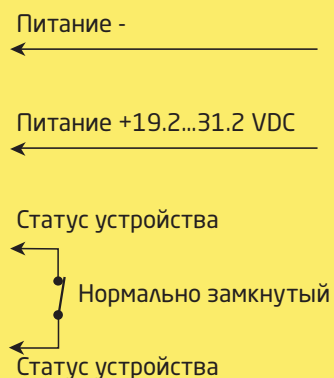 Питание -
Питание +19.2...31.2 VDC
Статус устройства
Нормально замкнутый
Статус устройства